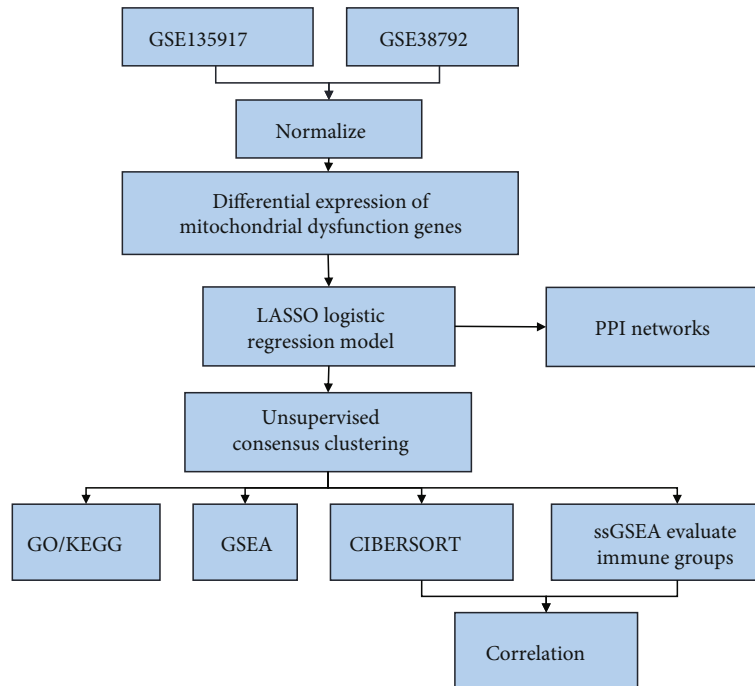 GSE135917
GSE38792
Normalize
Differential expression of
mitochondrial dysfunction genes
LASSO logistic
regression model
PPI networks
Unsupervised
consensus clustering
GO/KEGG
GSEA
CIBERSORT
ssGSEA evaluate
immune groups
Correlation